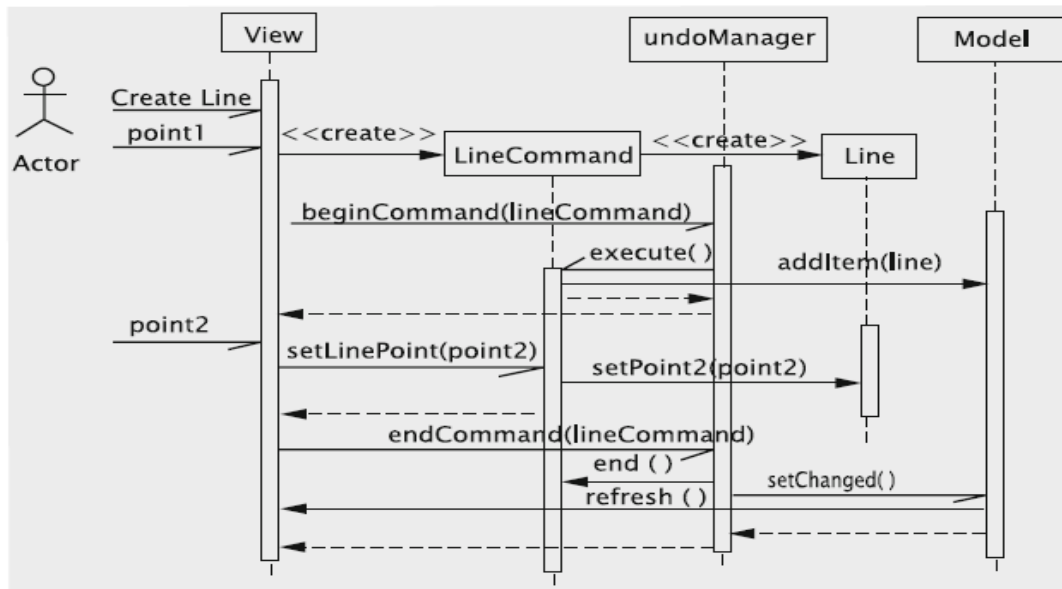 View
undoManager
Model
Create Line
point1
Actor
<<create>>
LineCommand
<<create>>
Line
beginCommand(lineCommand)
execute( )
addItem(line)
point2
setLinePoint(point2)
setPoint2(point2)
endCommand(lineCommand)
end ( )
setChanged( )
refresh ( )